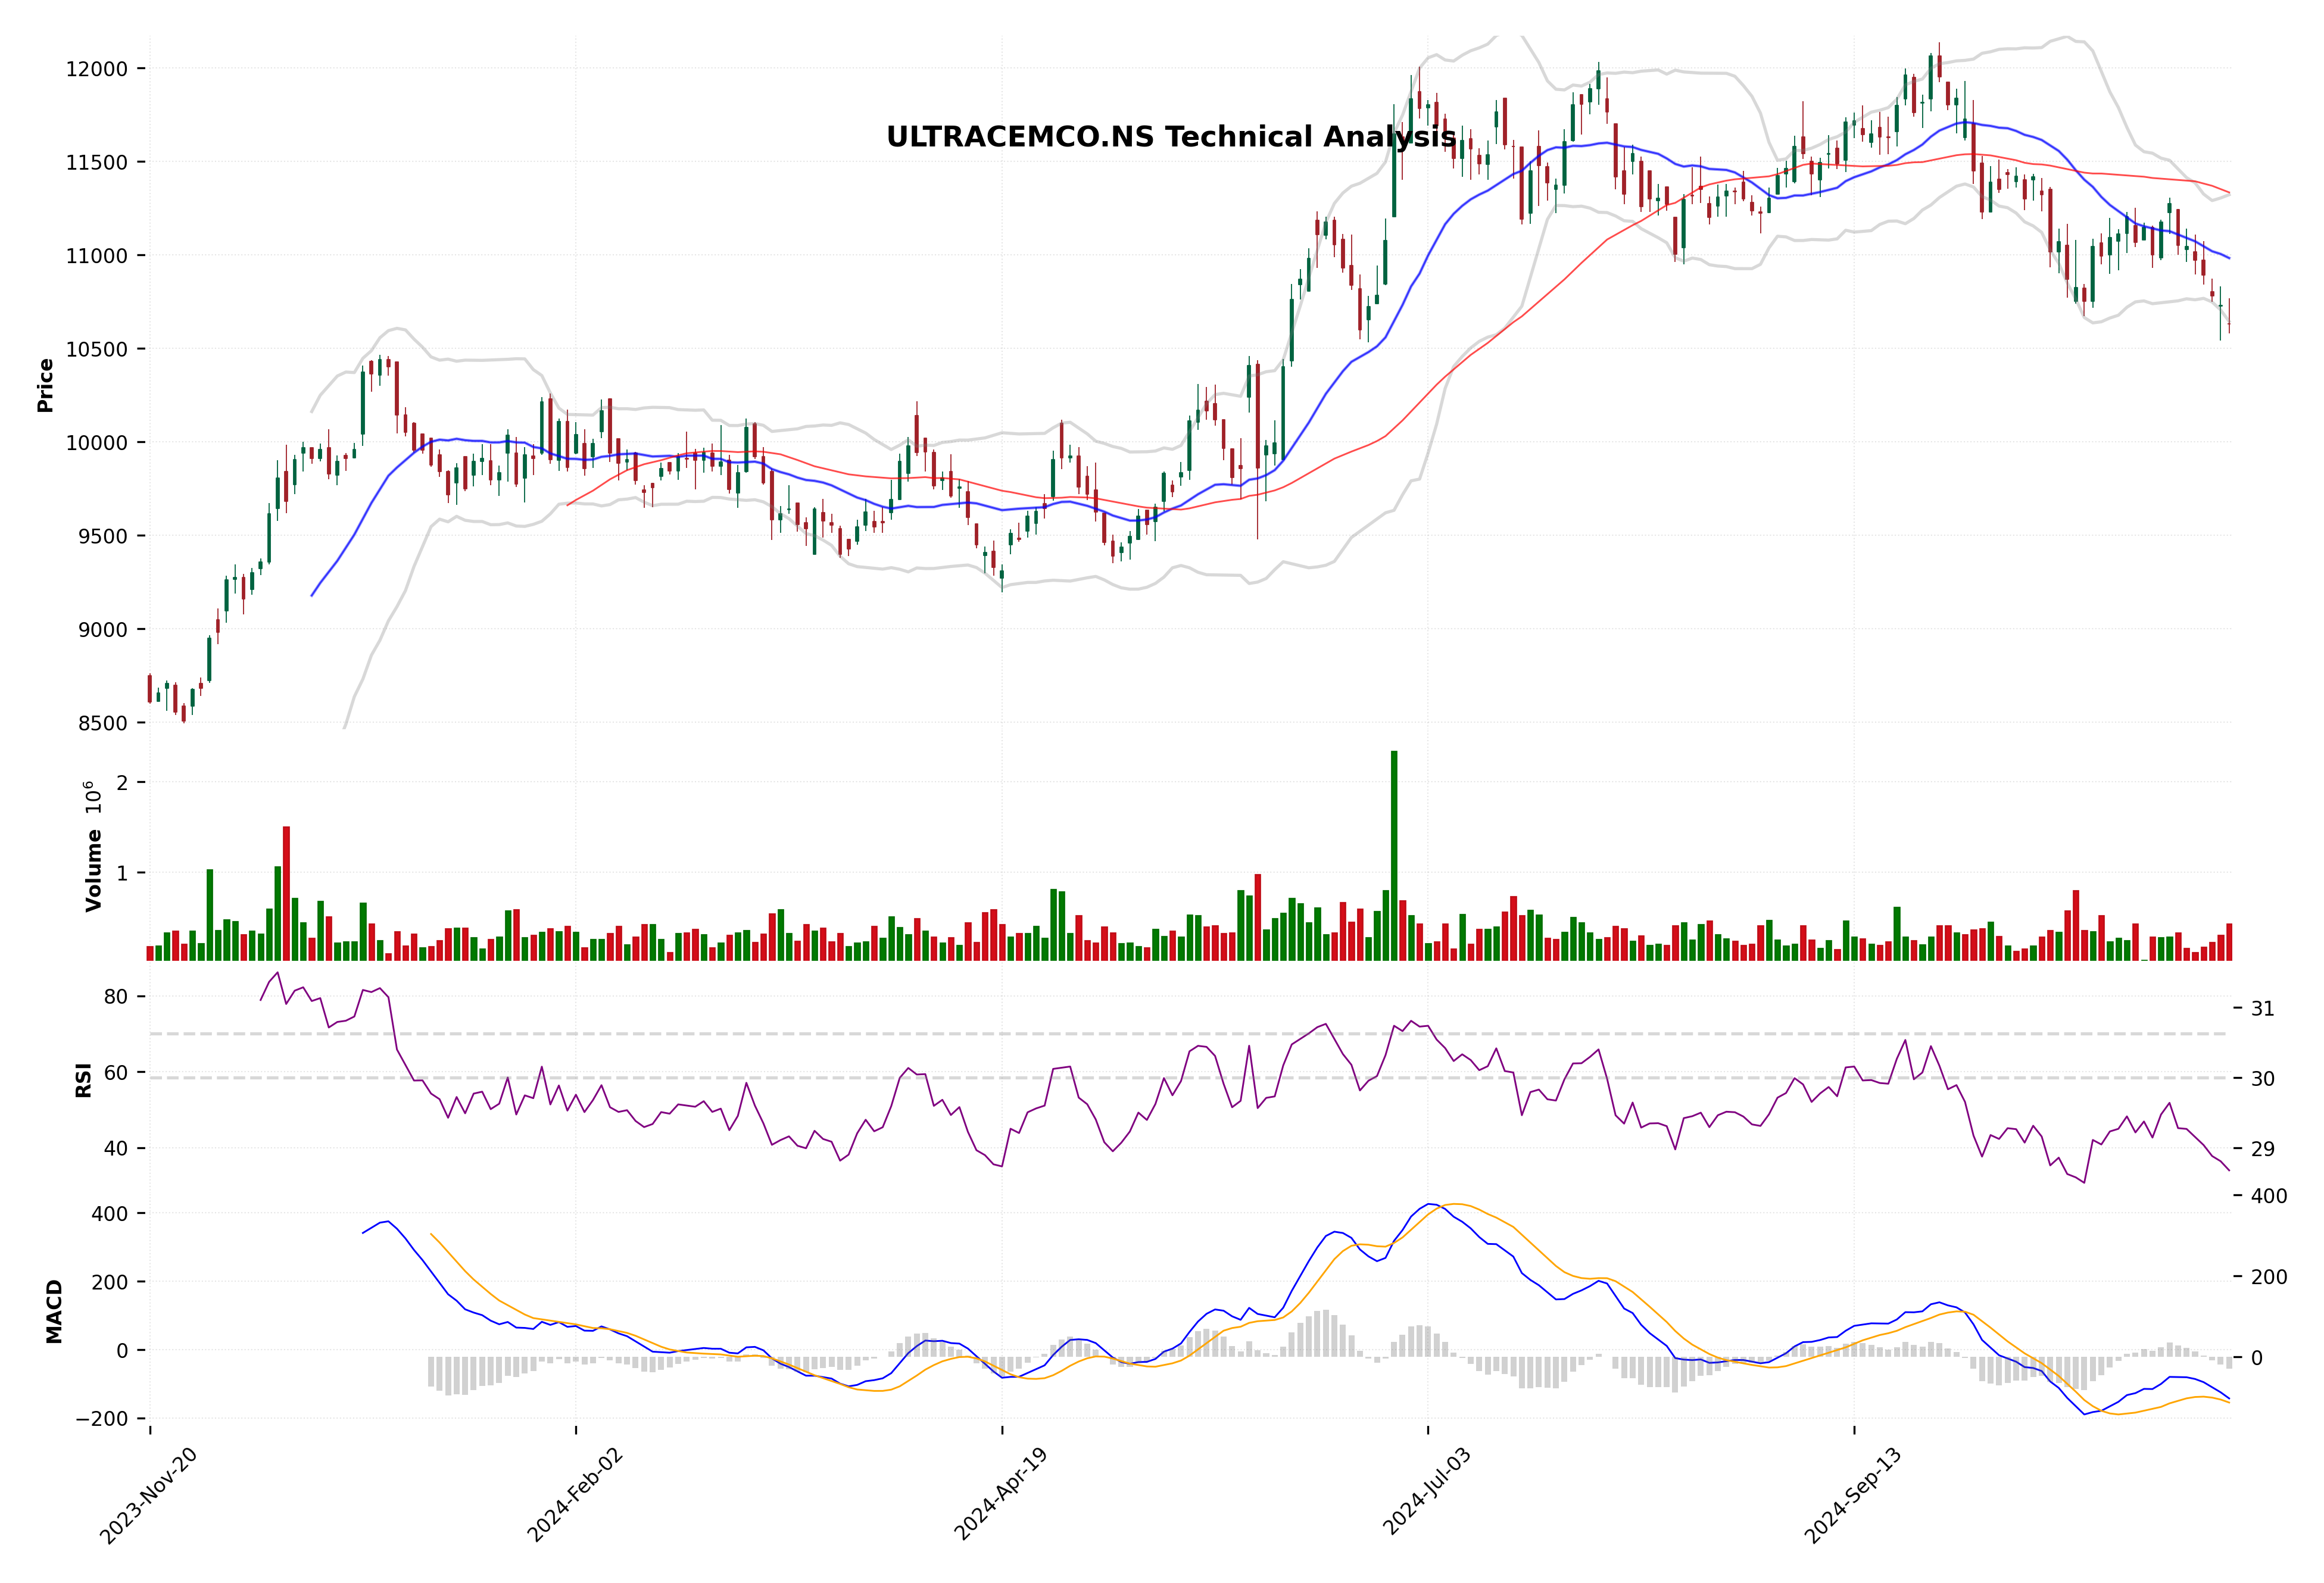 ULTRACEMCO.NS Technical Analysis
Price
12000
11500
11000
10500
10000
9500
9000
8500
Volume 10⁶
2
1
RSI
80
60
40
31
30
29
MACD
400
200
0
−200
400
200
0
2023-Nov-20
2024-Feb-02
2024-Apr-19
2024-Jul-03
2024-Sep-13